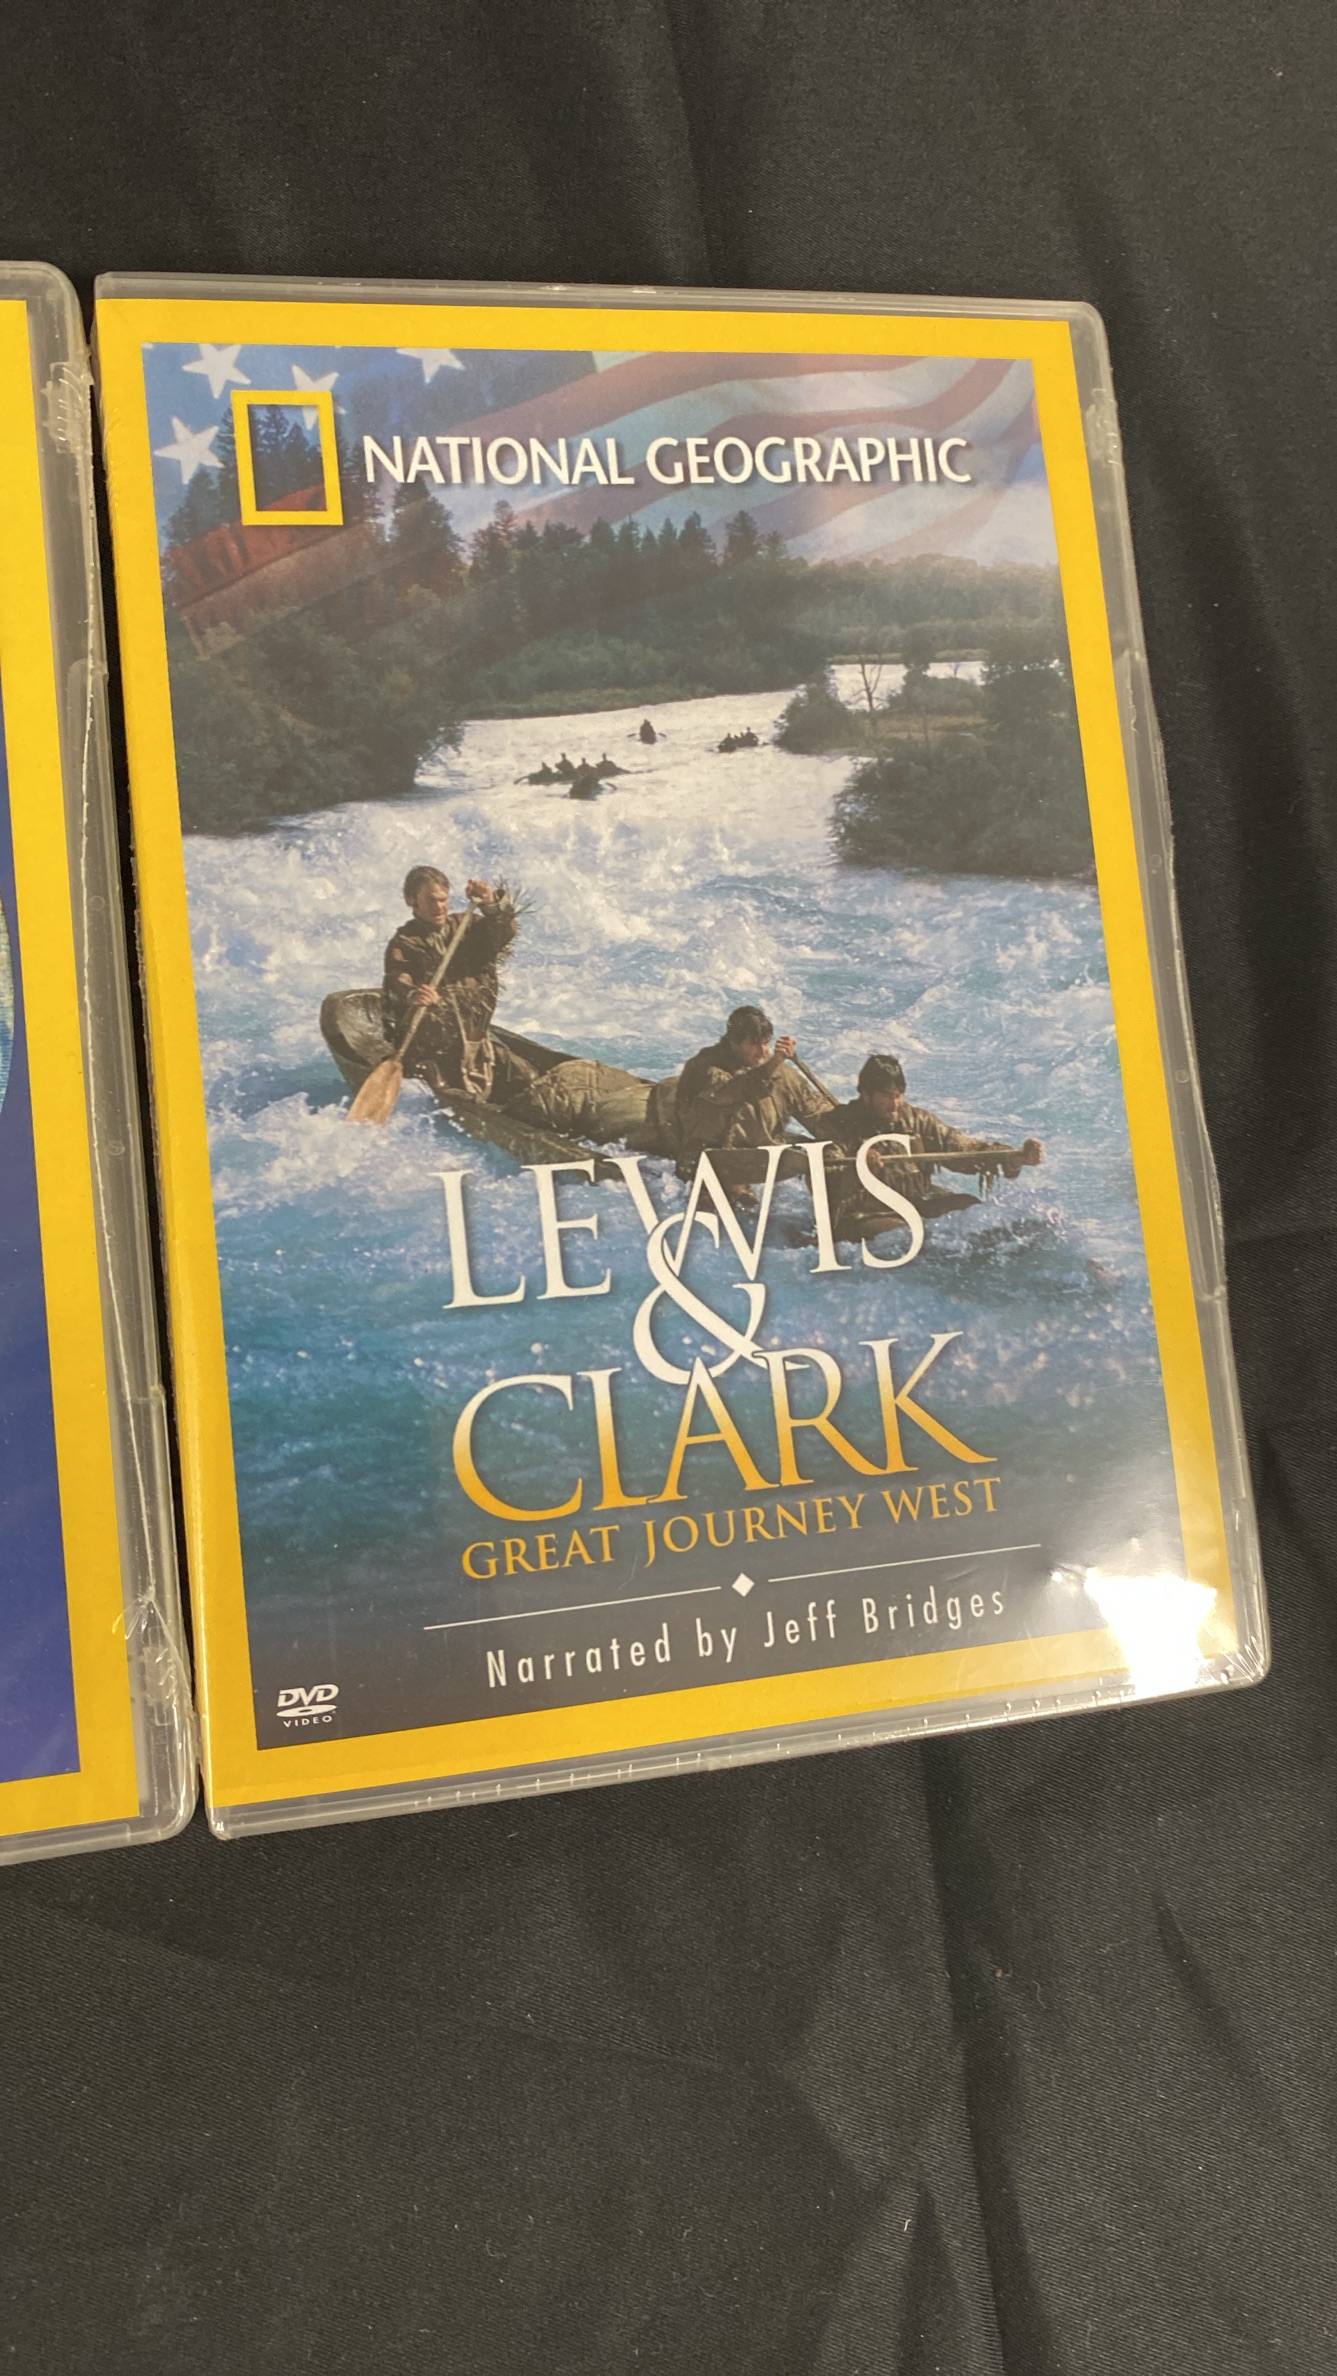 NATIONAL GEOGRAPHIC
LEWIS
&
CLARK
GREAT JOURNEY WEST
Narrated by Jeff Bridges
DVD
VIDEO